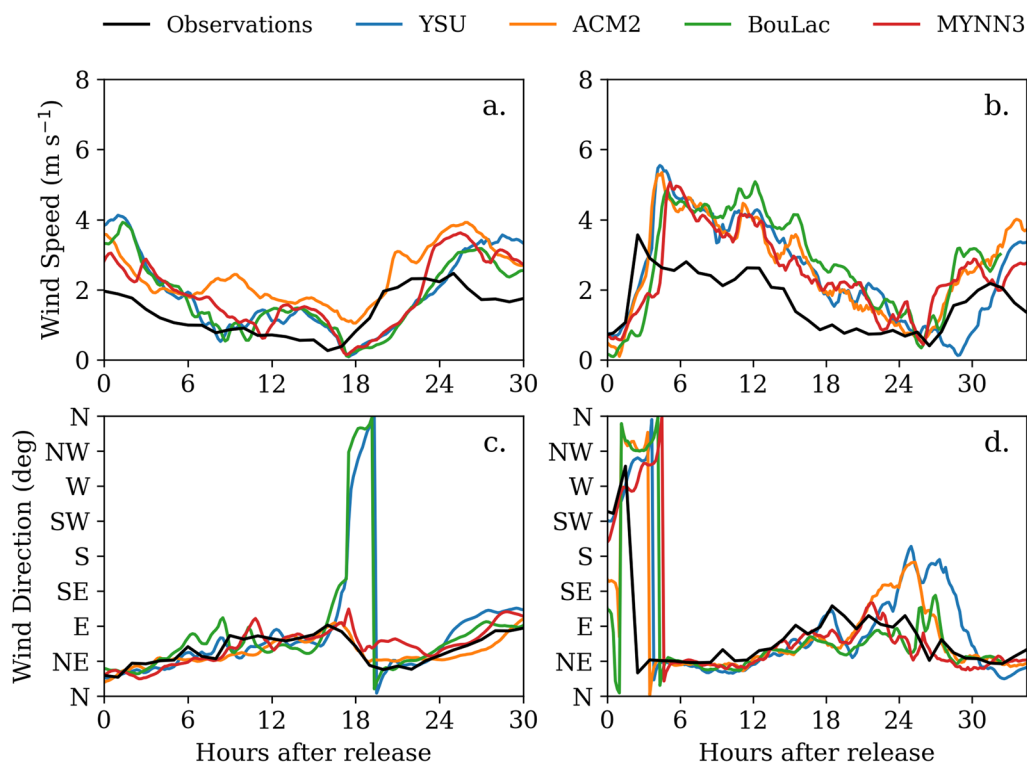 Observations YSU ACM2 BouLac MYNN3
Wind Speed (m s⁻¹)
8
6
4
2
0
a.
0 6 12 18 24 30
8
6
4
2
0
b.
0 6 12 18 24 30
Wind Direction (deg)
N
NW
W
SW
S
SE
E
NE
N
c.
0 6 12 18 24 30
Hours after release
N
NW
W
SW
S
SE
E
NE
N
d.
0 6 12 18 24 30
Hours after release